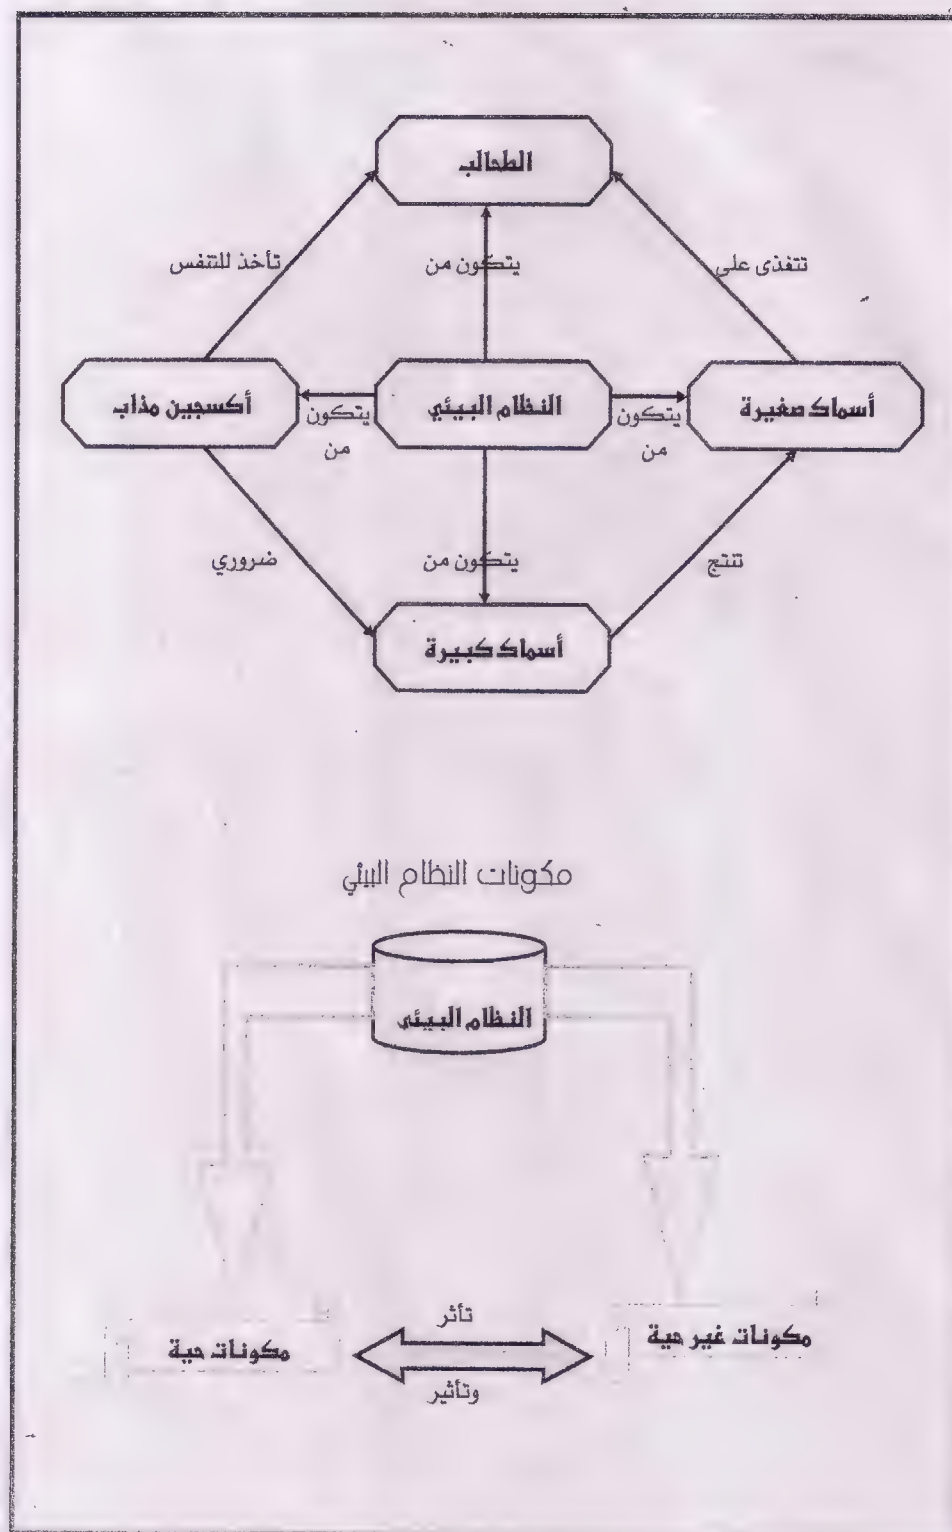 الطحالب
تتغذى على
يتكون من
تأخذ للتنفس
أسماك صغيرة
يتكون
من
النظام البيئي
يتكون
من
أكسجين مذاب
تنتج
يتكون من
ضروري
أسماك كبيرة
مكونات النظام البيئي
النظام البيئي
مكونات غير حية
تأثر
وتأثير
مكونات حية